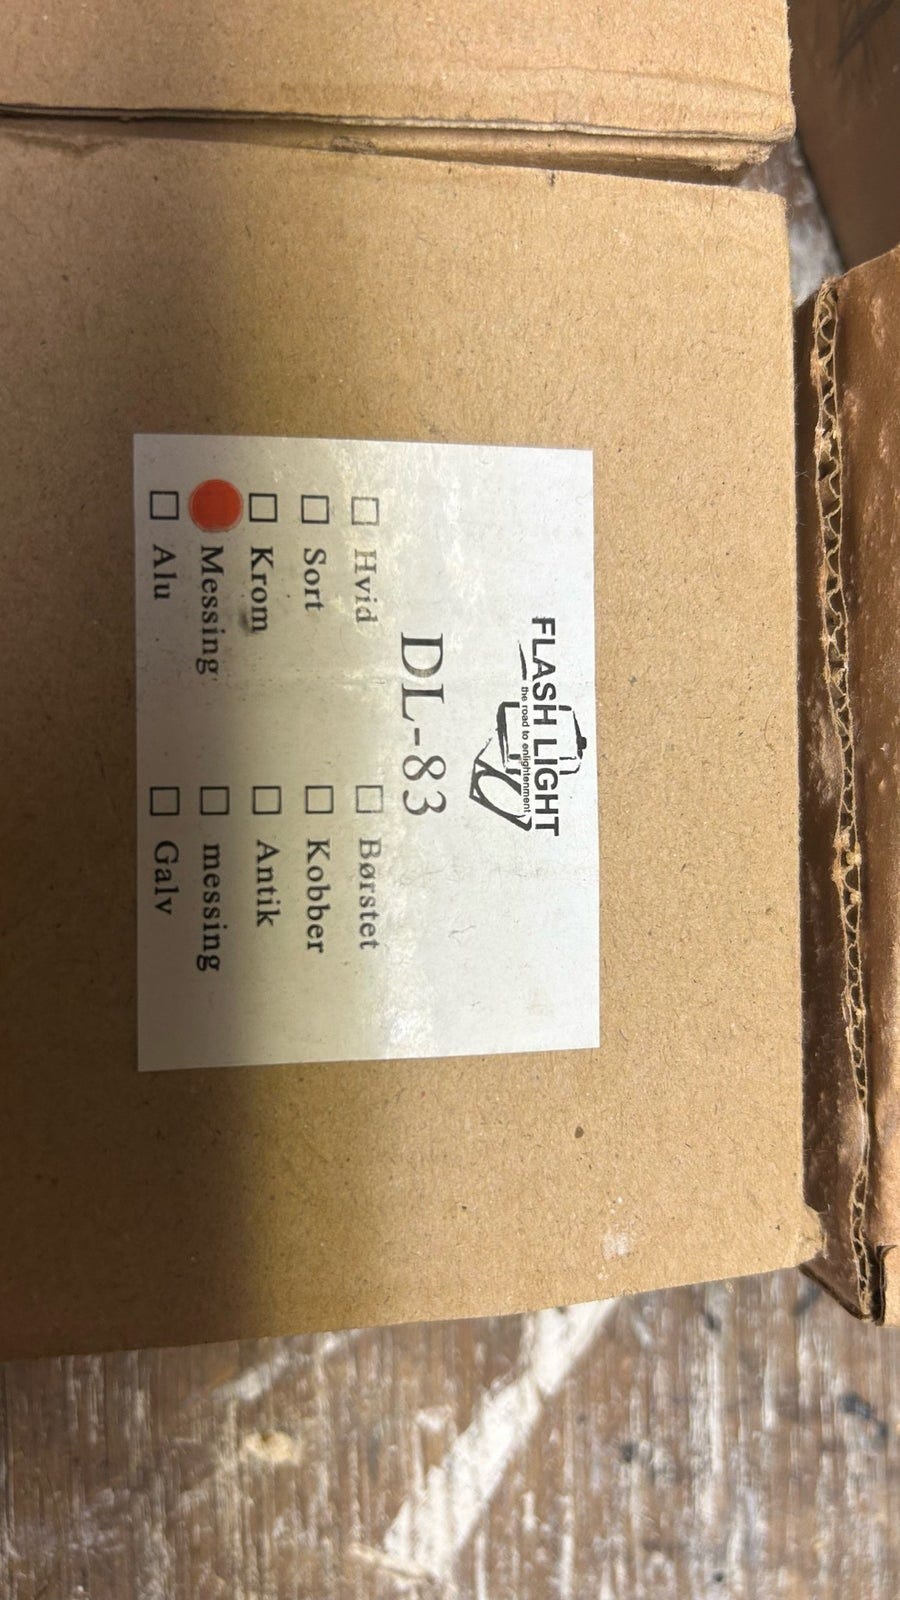 FLASH LIGHT
the road to enlightenment
DL-83
Hvid Børstet
Sort Kobber
Krom Antik
Messing messing
Alu Galv